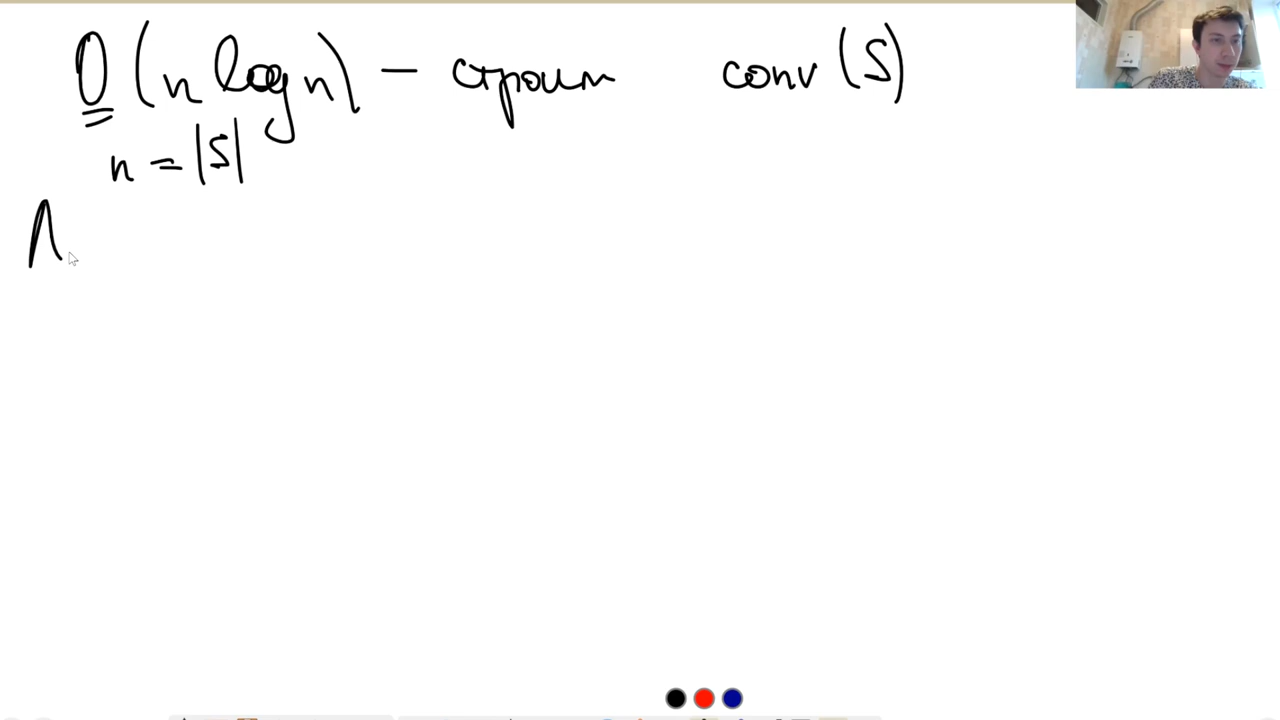 O(n log n) — строим conv(S)
n = |S|
Л